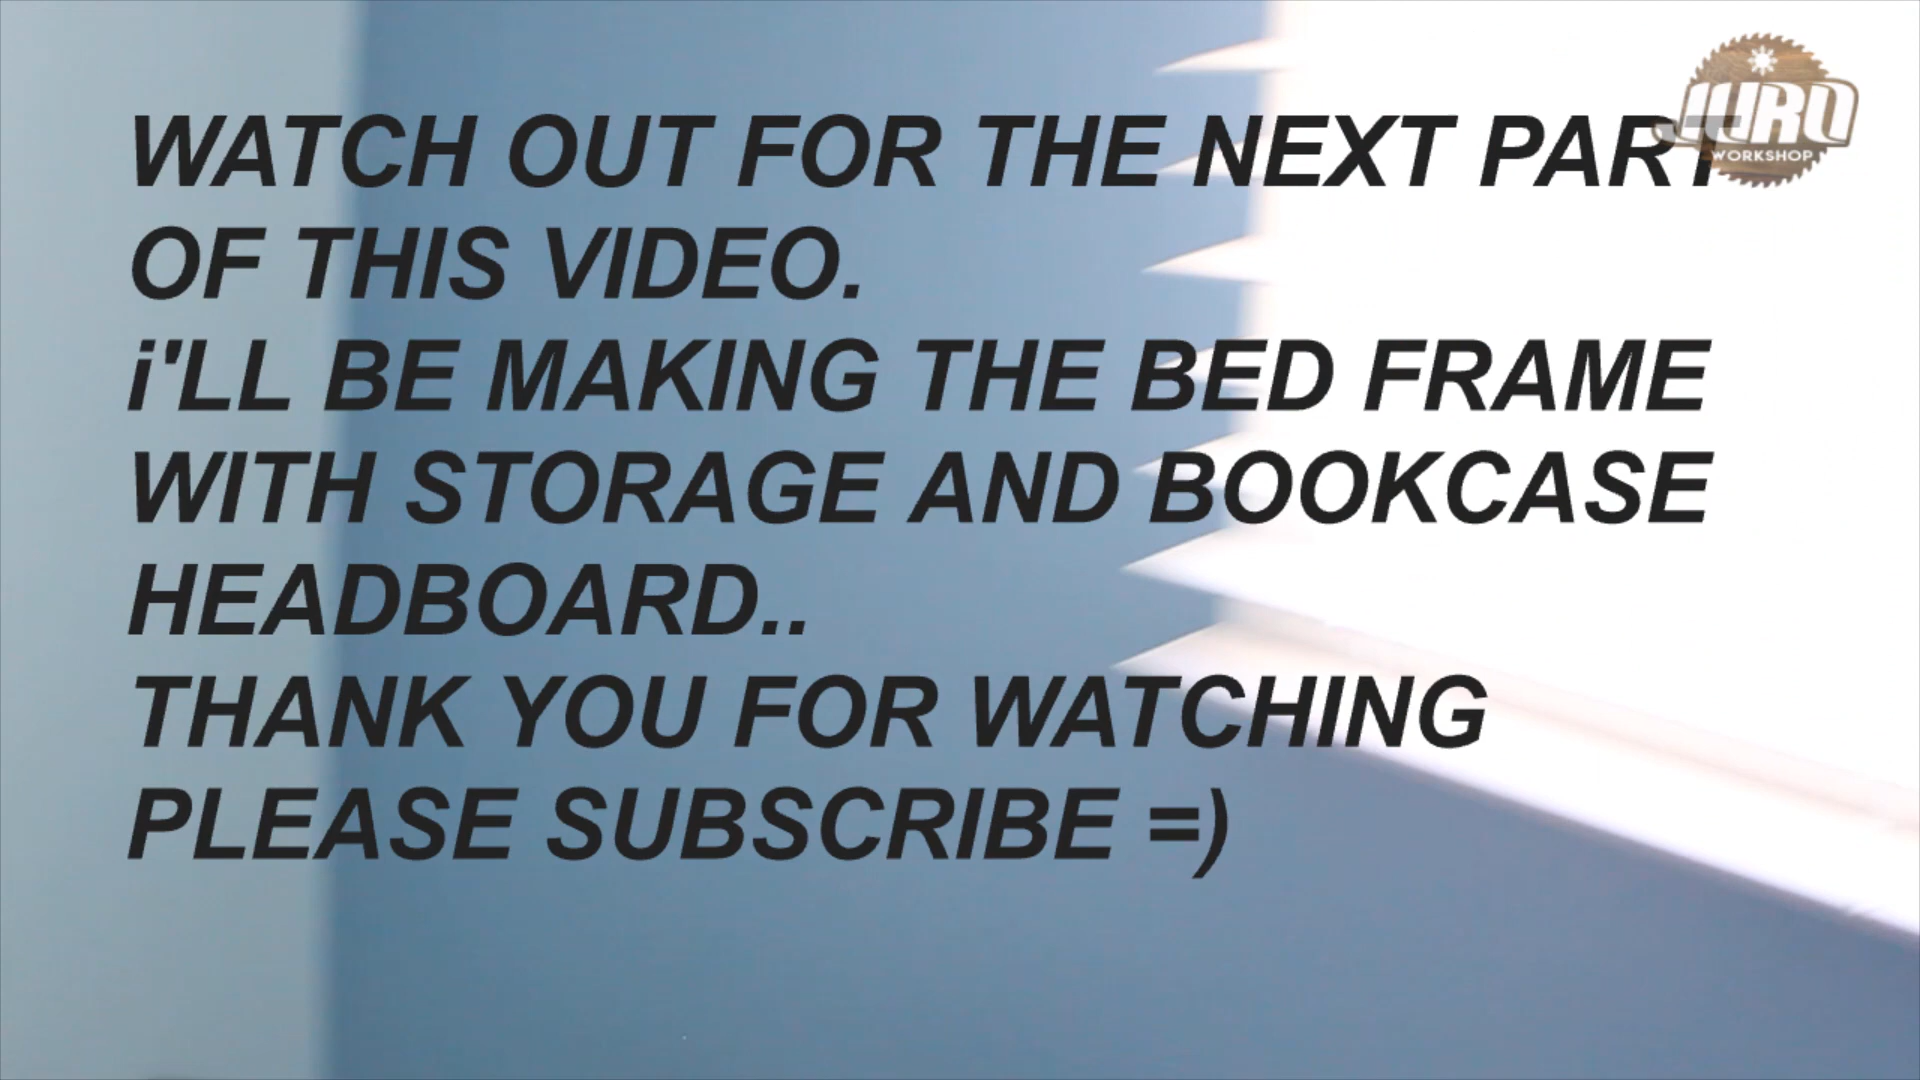 WATCH OUT FOR THE NEXT PART
OF THIS VIDEO.
i'LL BE MAKING THE BED FRAME
WITH STORAGE AND BOOKCASE
HEADBOARD..
THANK YOU FOR WATCHING
PLEASE SUBSCRIBE =)
JURO
WORKSHOP